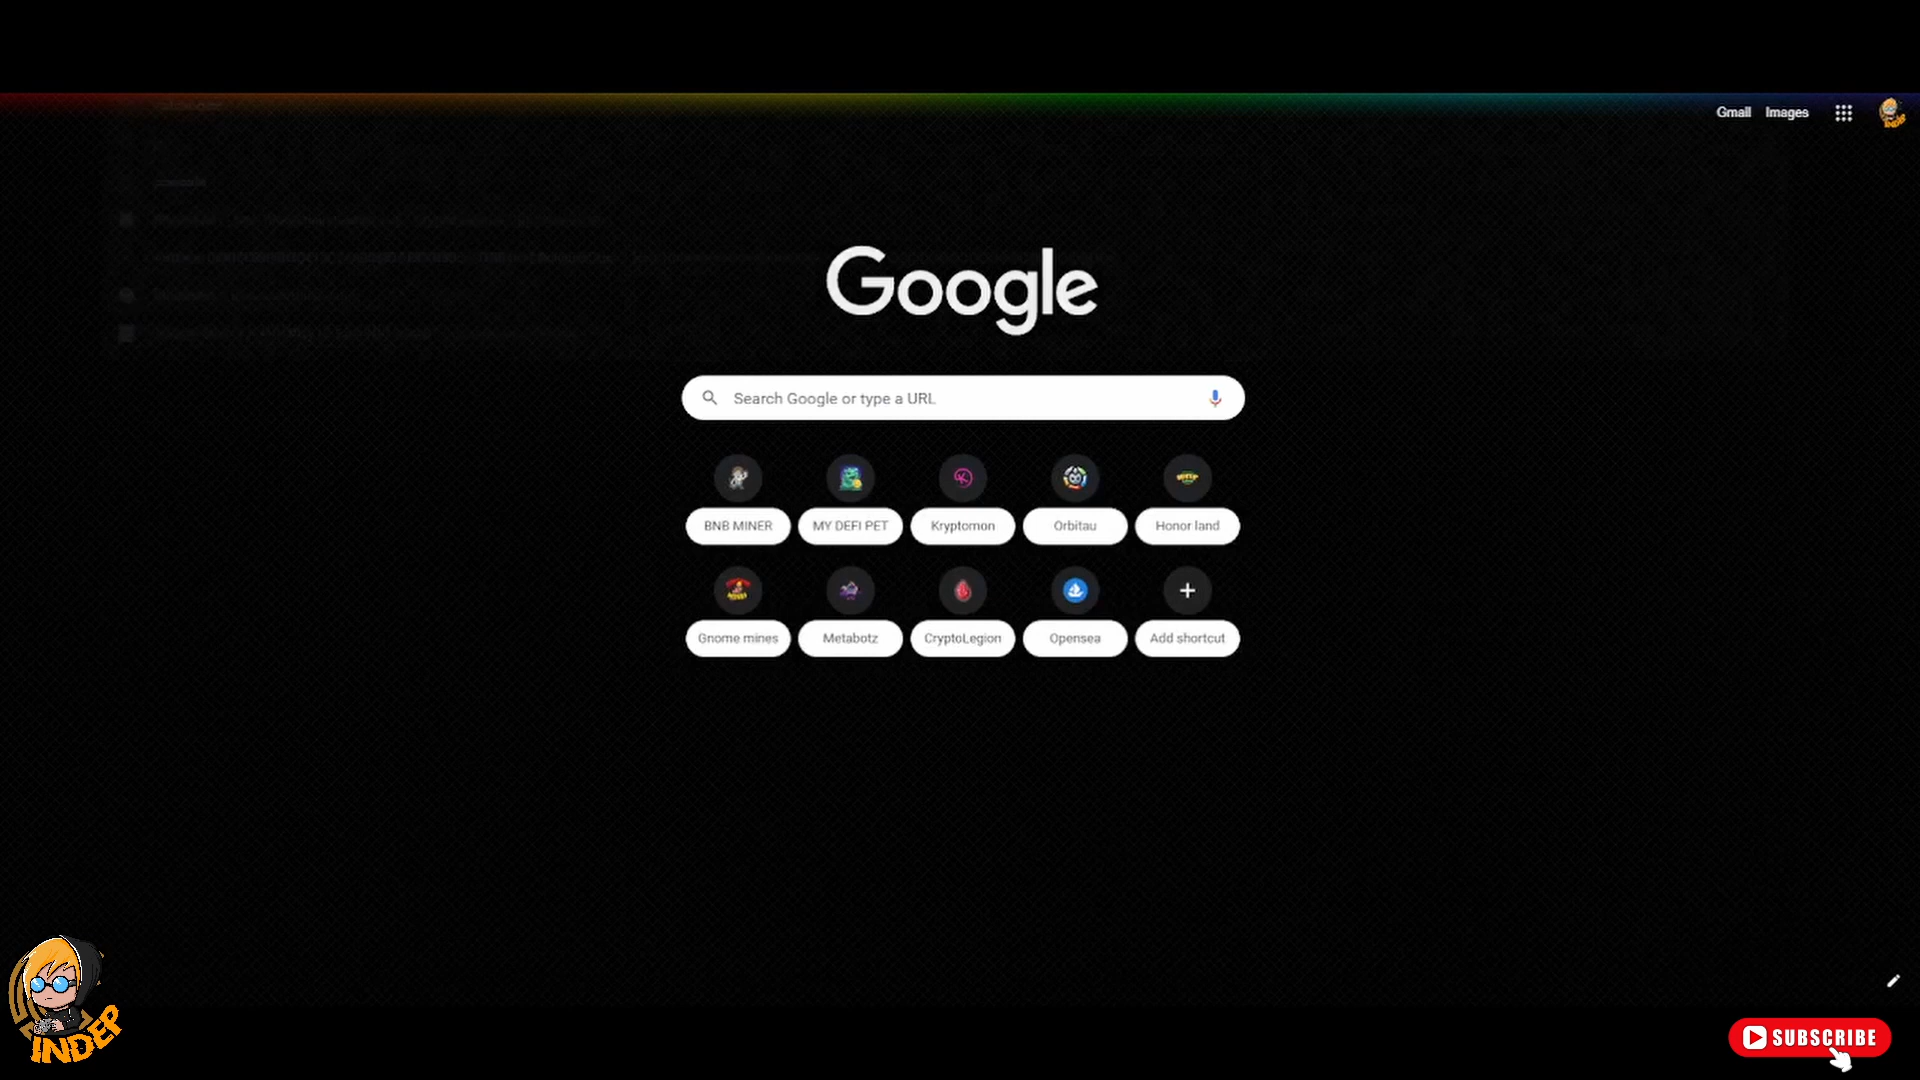 Gmail Images
Google
Search Google or type a URL
BNB MINER MY DEFI PET Kryptomon Orbitau Honor land
Gnome mines Metabotz CryptoLegion Opensea Add shortcut
INDEP
SUBSCRIBE